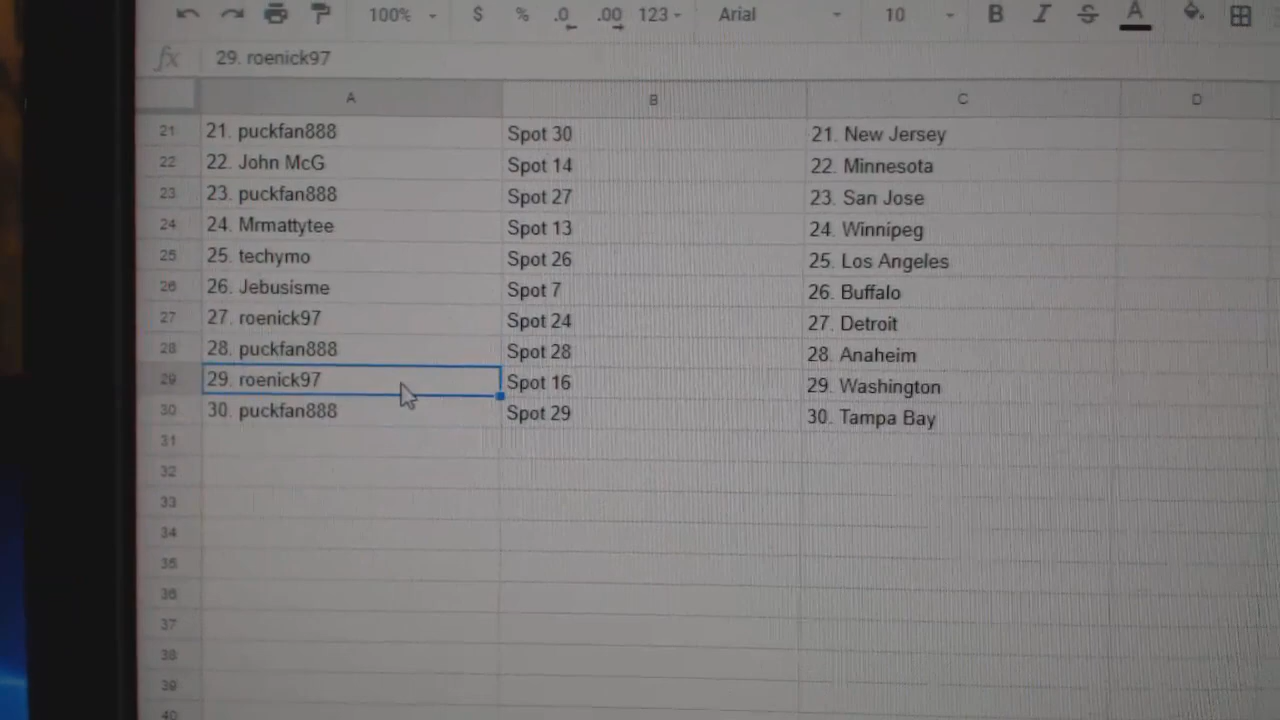 100% $ % .0 .00 123 Arial 10 B I S A
fx 29. roenick97
A B C D
21 21. puckfan888 Spot 30 21. New Jersey
22 22. John McG Spot 14 22. Minnesota
23 23. puckfan888 Spot 27 23. San Jose
24 24. Mrmattytee Spot 13 24. Winnipeg
25 25. techymo Spot 26 25. Los Angeles
26 26. Jebusisme Spot 7 26. Buffalo
27 27. roenick97 Spot 24 27. Detroit
28 28. puckfan888 Spot 28 28. Anaheim
29 29. roenick97 Spot 16 29. Washington
30 30. puckfan888 Spot 29 30. Tampa Bay
31
32
33
34
35
36
37
38
39
40